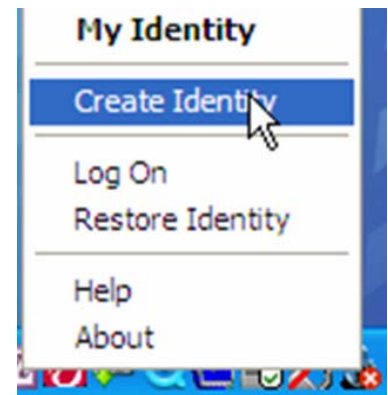 My Identity
Create Identity
Log On
Restore Identity
Help
About